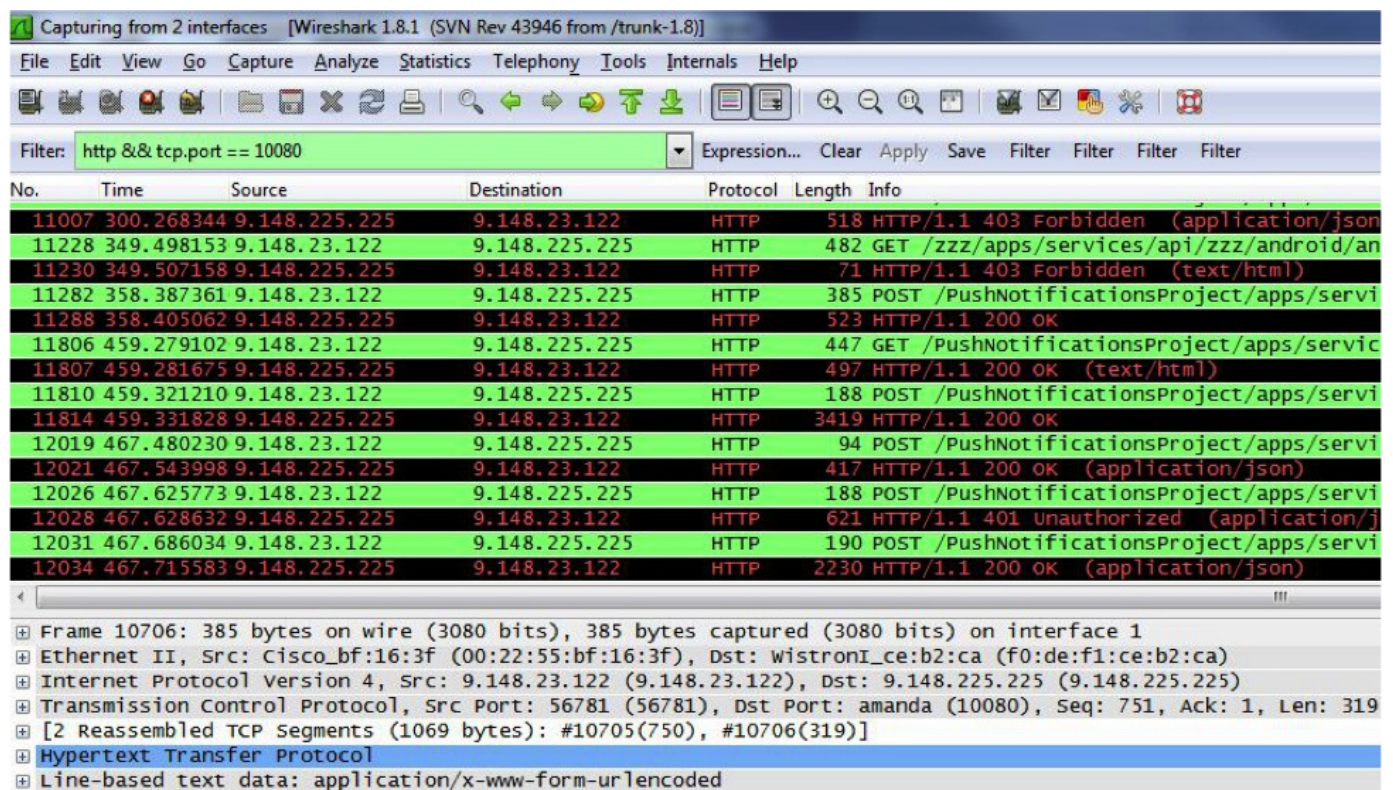 Capturing from 2 interfaces [Wireshark 1.8.1 (SVN Rev 43946 from /trunk-1.8)]
File Edit View Go Capture Analyze Statistics Telephony Tools Internals Help
Filter: http && tcp.port == 10080 Expression... Clear Apply Save Filter Filter Filter Filter
No. Time Source Destination Protocol Length Info
11007 300.268344 9.148.225.225 9.148.23.122 HTTP 518 HTTP/1.1 403 Forbidden (application/json
11228 349.498153 9.148.23.122 9.148.225.225 HTTP 482 GET /zzz/apps/services/api/zzz/android/an
11230 349.507158 9.148.225.225 9.148.23.122 HTTP 71 HTTP/1.1 403 Forbidden (text/html)
11282 358.387361 9.148.23.122 9.148.225.225 HTTP 385 POST /PushNotificationsProject/apps/servi
11288 358.405062 9.148.225.225 9.148.23.122 HTTP 523 HTTP/1.1 200 OK
11806 459.279102 9.148.23.122 9.148.225.225 HTTP 447 GET /PushNotificationsProject/apps/servic
11807 459.281675 9.148.225.225 9.148.23.122 HTTP 497 HTTP/1.1 200 OK (text/html)
11810 459.321210 9.148.23.122 9.148.225.225 HTTP 188 POST /PushNotificationsProject/apps/servi
11814 459.331828 9.148.225.225 9.148.23.122 HTTP 3419 HTTP/1.1 200 OK
12019 467.480230 9.148.23.122 9.148.225.225 HTTP 94 POST /PushNotificationsProject/apps/servi
12021 467.543998 9.148.225.225 9.148.23.122 HTTP 417 HTTP/1.1 200 OK (application/json)
12026 467.625773 9.148.23.122 9.148.225.225 HTTP 188 POST /PushNotificationsProject/apps/servi
12028 467.628632 9.148.225.225 9.148.23.122 HTTP 621 HTTP/1.1 401 Unauthorized (application/j
12031 467.686034 9.148.23.122 9.148.225.225 HTTP 190 POST /PushNotificationsProject/apps/servi
12034 467.715583 9.148.225.225 9.148.23.122 HTTP 2230 HTTP/1.1 200 OK (application/json)
Frame 10706: 385 bytes on wire (3080 bits), 385 bytes captured (3080 bits) on interface 1
Ethernet II, Src: Cisco_bf:16:3f (00:22:55:bf:16:3f), Dst: WistronI_ce:b2:ca (f0:de:f1:ce:b2:ca)
Internet Protocol Version 4, Src: 9.148.23.122 (9.148.23.122), Dst: 9.148.225.225 (9.148.225.225)
Transmission Control Protocol, Src Port: 56781 (56781), Dst Port: amanda (10080), Seq: 751, Ack: 1, Len: 319
[2 Reassembled TCP Segments (1069 bytes): #10705(750), #10706(319)]
Hypertext Transfer Protocol
Line-based text data: application/x-www-form-urlencoded